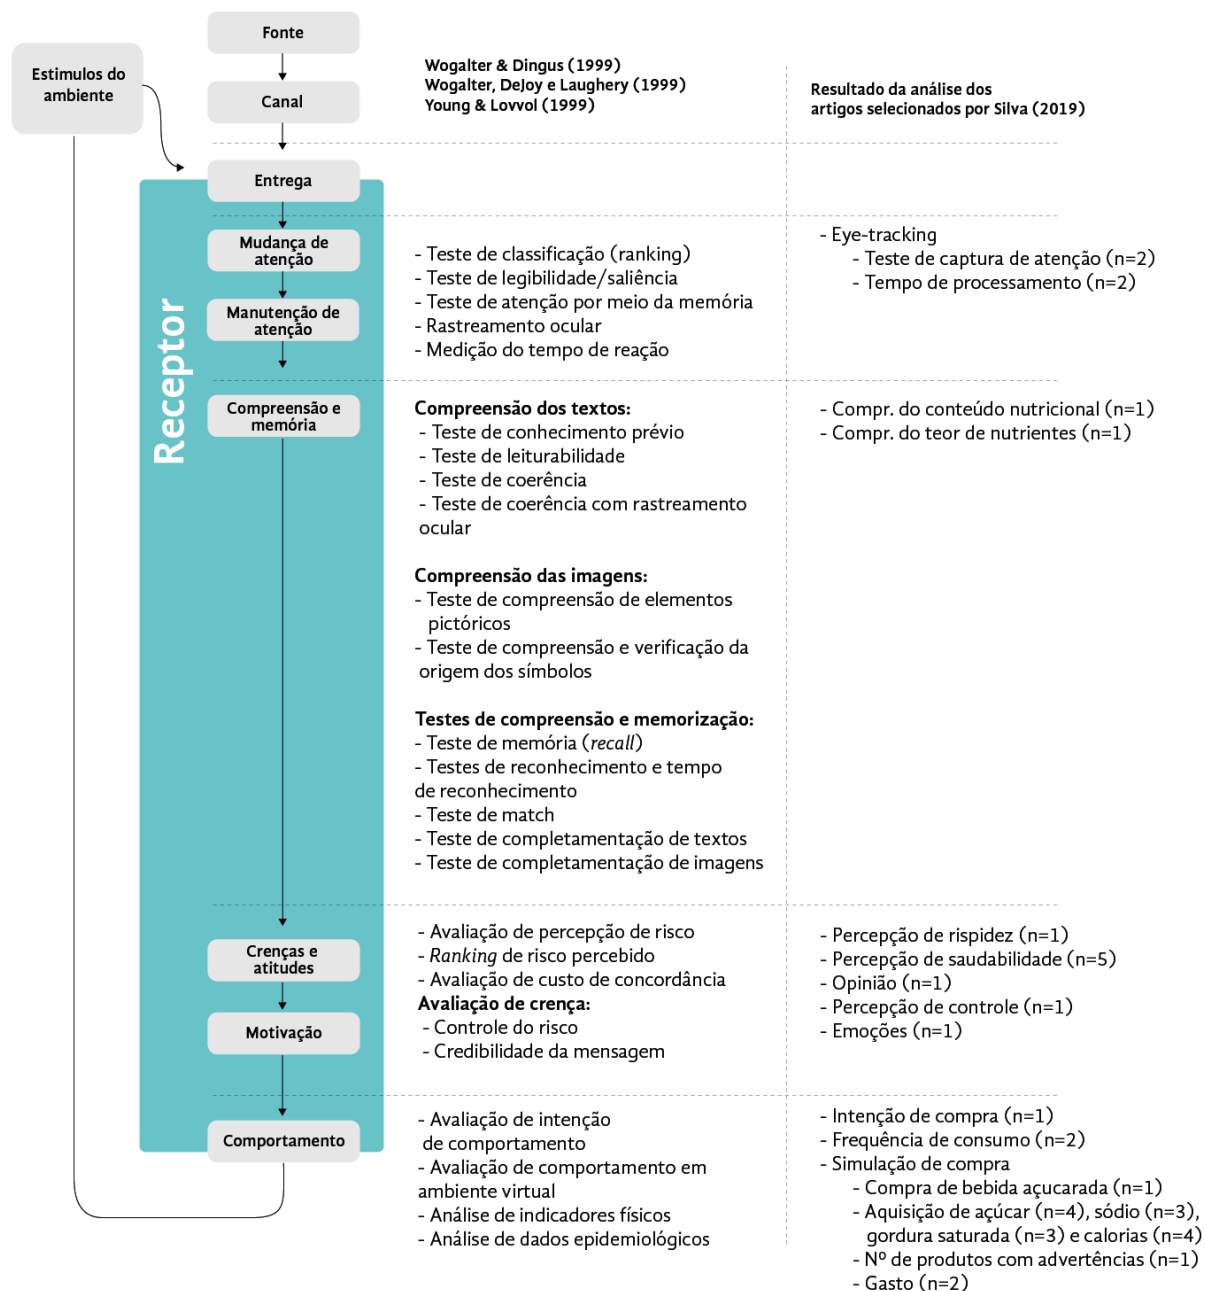 Fonte
Estimulos do
ambiente
Canal
Wogalter & Dingus (1999)
Wogalter, DeJoy e Laughery (1999)
Young & Lovvol (1999)
Resultado da análise dos
artigos selecionados por Silva (2019)
Receptor
Entrega
Mudança de
atenção
Manutenção de
atenção
- Teste de classificação (ranking)
- Teste de legibilidade/saliência
- Teste de atenção por meio da memória
- Rastreamento ocular
- Medição do tempo de reação
- Eye-tracking
- Teste de captura de atenção (n=2)
- Tempo de processamento (n=2)
Compreensão e
memória
Compreensão dos textos:
- Teste de conhecimento prévio
- Teste de leiturabilidade
- Teste de coerência
- Teste de coerência com rastreamento
ocular
Compreensão das imagens:
- Teste de compreensão de elementos
pictóricos
- Teste de compreensão e verificação da
origem dos símbolos
Testes de compreensão e memorização:
- Teste de memória (recall)
- Testes de reconhecimento e tempo
de reconhecimento
- Teste de match
- Teste de completamentação de textos
- Teste de completamentação de imagens
- Compr. do conteúdo nutricional (n=1)
- Compr. do teor de nutrientes (n=1)
Crenças e
atitudes
Motivação
- Avaliação de percepção de risco
- Ranking de risco percebido
- Avaliação de custo de concordância
Avaliação de crença:
- Controle do risco
- Credibilidade da mensagem
- Percepção de rispidez (n=1)
- Percepção de saudabilidade (n=5)
- Opinião (n=1)
- Percepção de controle (n=1)
- Emoções (n=1)
Comportamento
- Avaliação de intenção
de comportamento
- Avaliação de comportamento em
ambiente virtual
- Análise de indicadores físicos
- Análise de dados epidemiológicos
- Intenção de compra (n=1)
- Frequência de consumo (n=2)
- Simulação de compra
- Compra de bebida açucarada (n=1)
- Aquisição de açúcar (n=4), sódio (n=3),
gordura saturada (n=3) e calorias (n=4)
- Nº de produtos com advertências (n=1)
- Gasto (n=2)